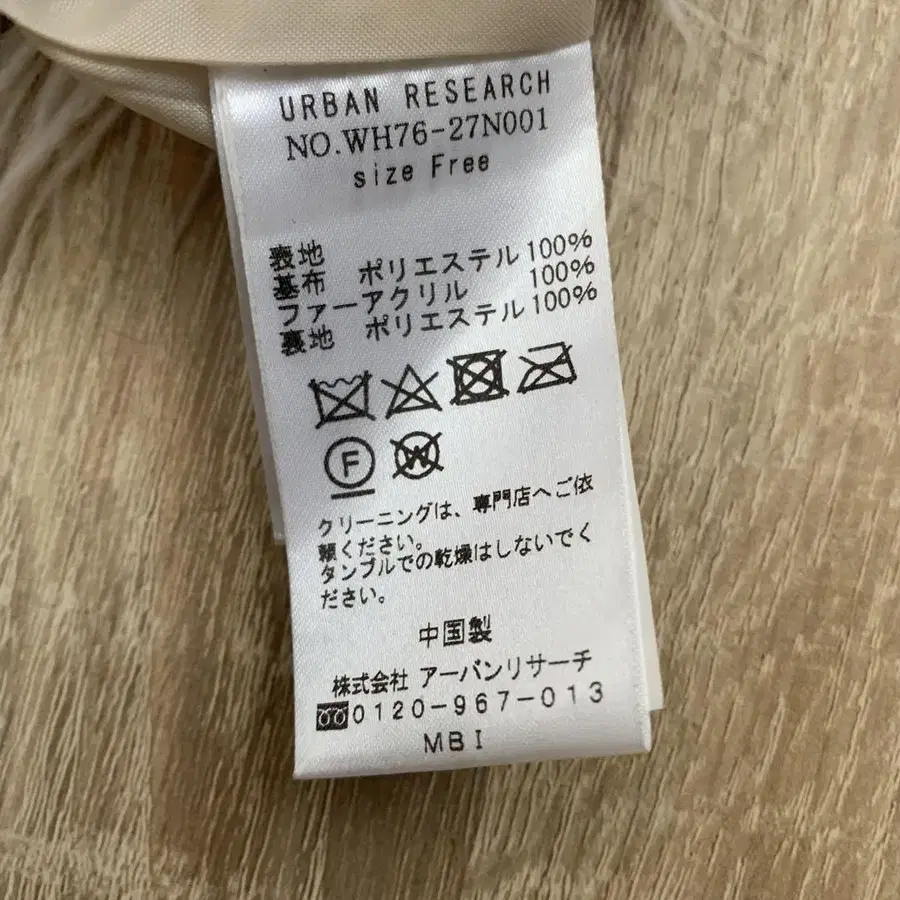 URBAN RESEARCH
NO.WH76-27N001
size Free
表地
基布 ポリエステル100%
ファーアクリル 100%
裏地 ポリエステル100%
F
W
クリーニングは、専門店へご依
頼ください。
タンブルでの乾燥はしないでく
ださい。
中国製
株式会社 アーバンリサーチ
0120-967-013
MBI